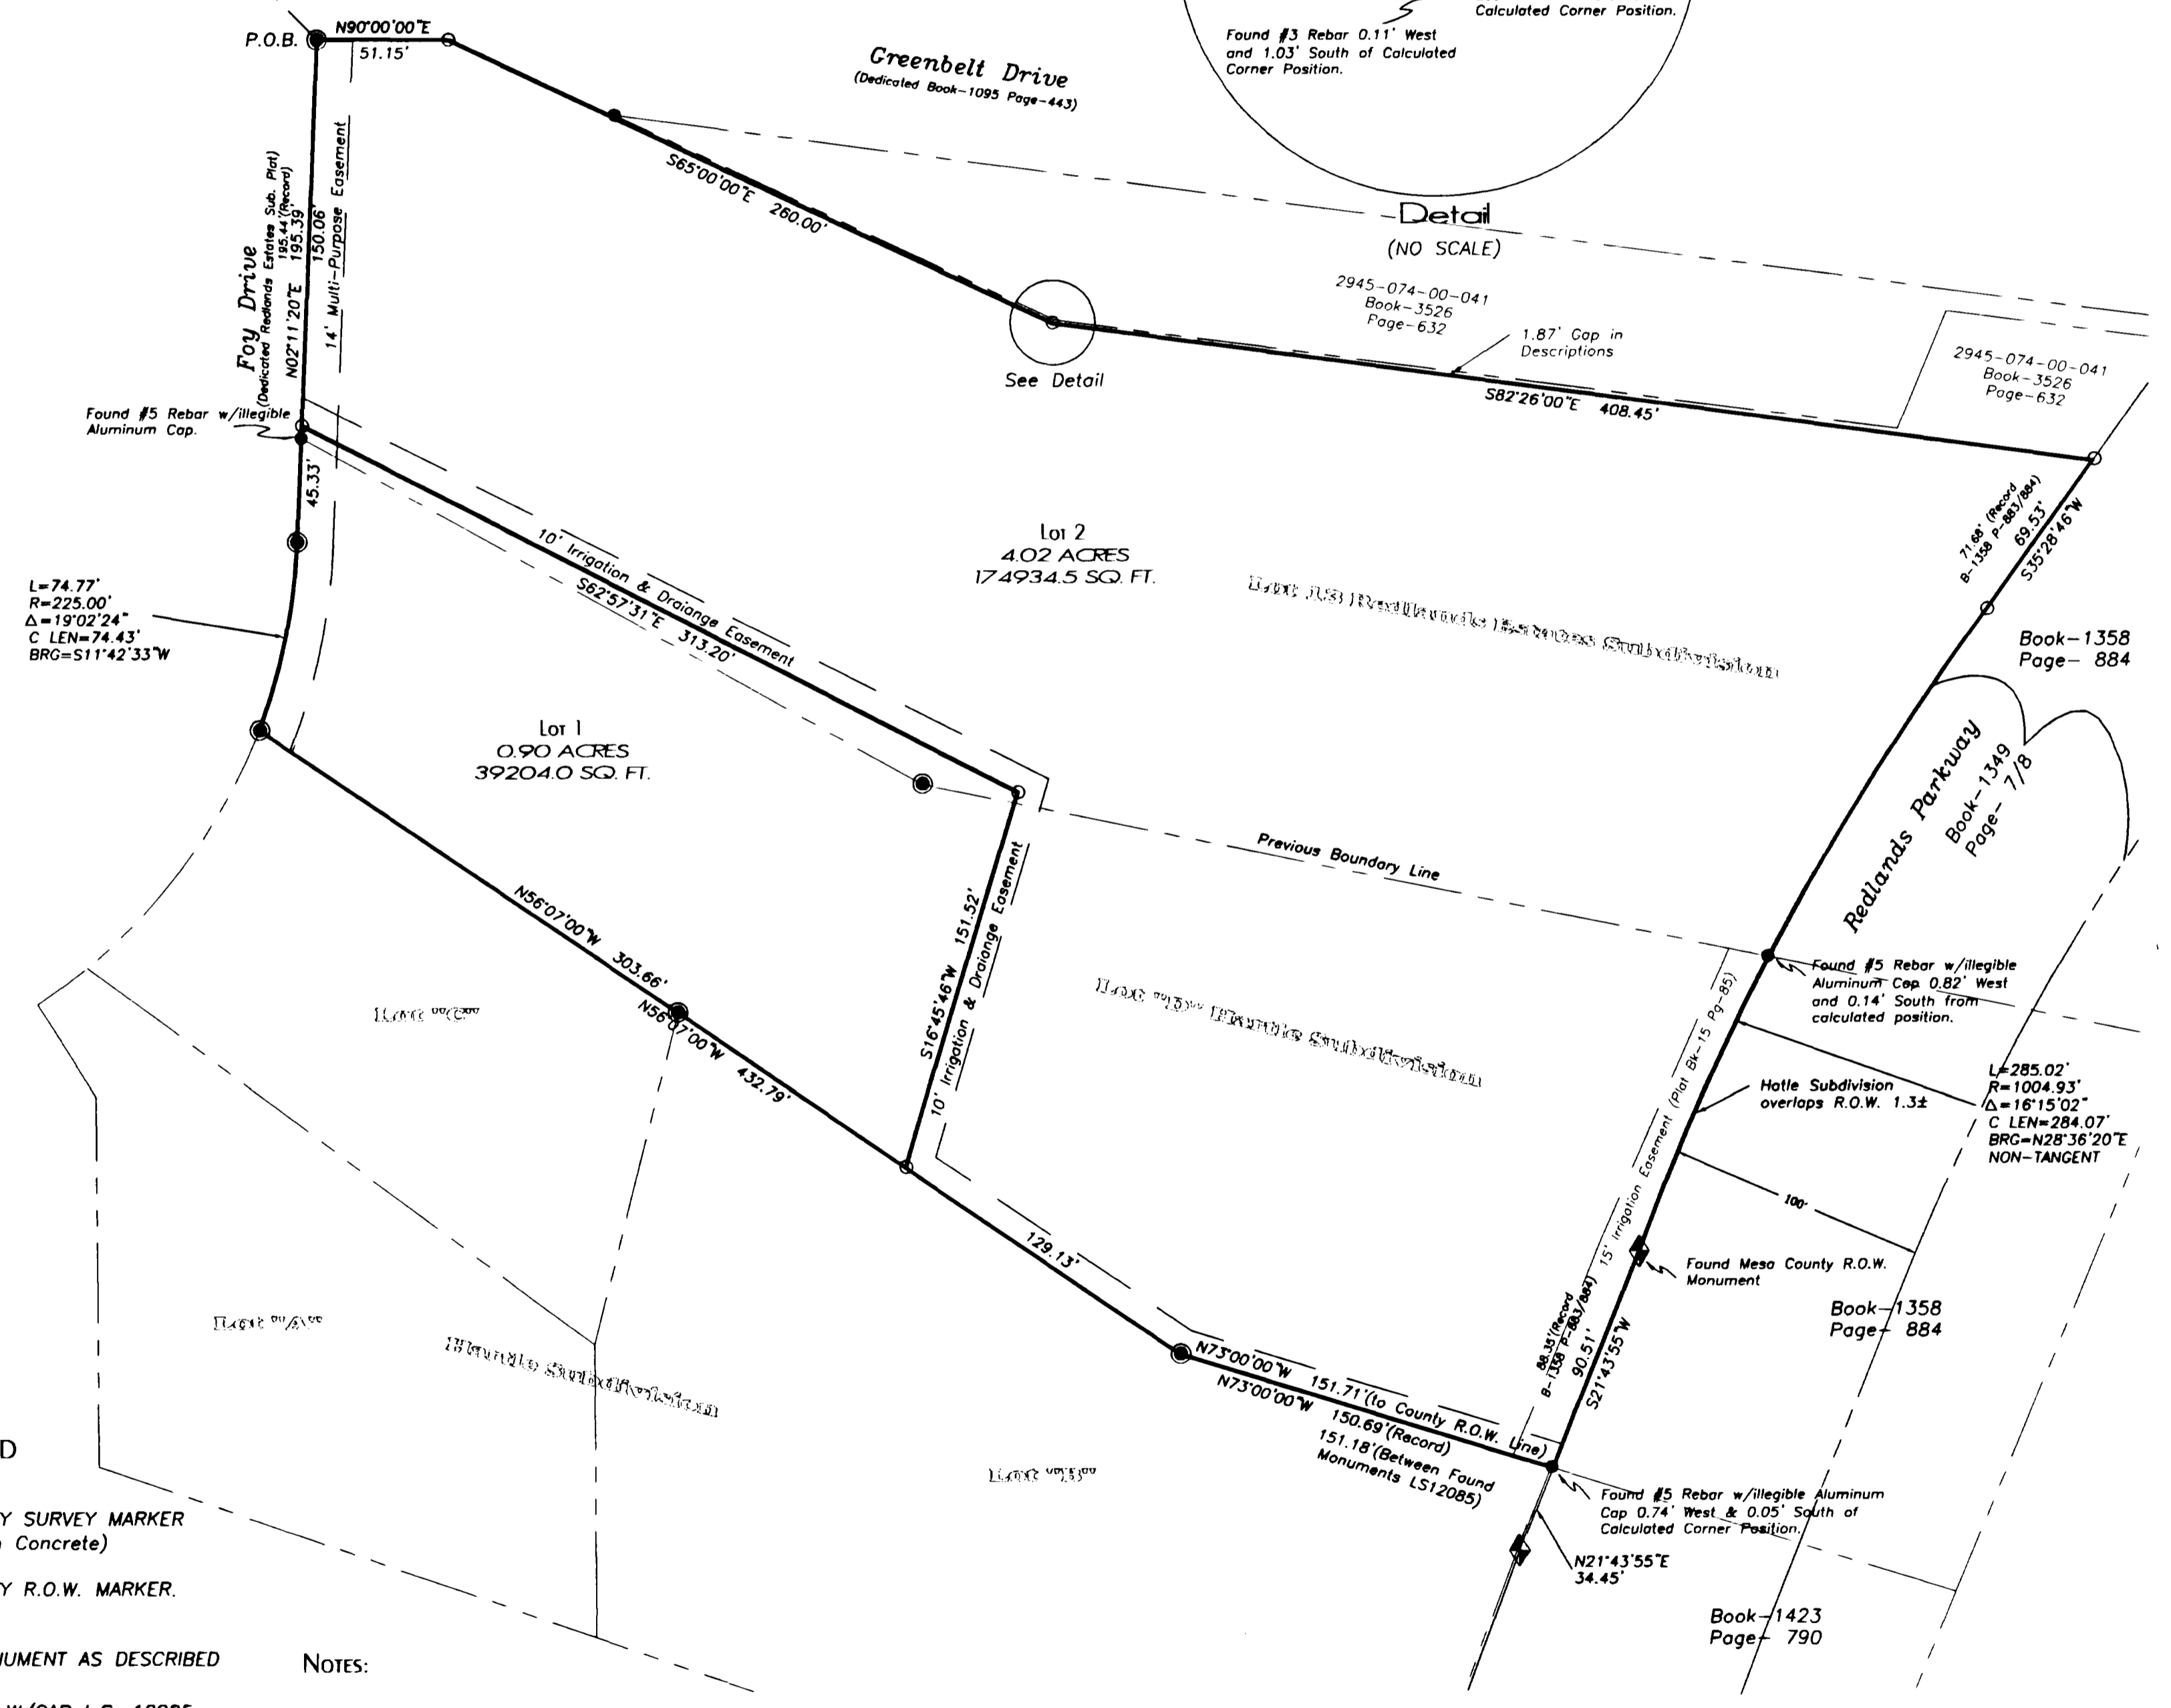 Calculated Corner Position.
Found #3 Rebar 0.11' West
and 1.03' South of Calculated
Corner Position.
P.O.B.
N90°00'00"E
51.15'
Greenbelt Drive
(Dedicated Book-1095 Page-443)
S65°00'00"E 260.00'
Detail
(NO SCALE)
2945-074-00-041
Book-3526
Page-632
1.87' Gap in
Descriptions
2945-074-00-041
Book-3526
Page-632
See Detail
S82°26'00"E 408.45'
Foy Drive
(Dedicated Redlands Estates Sub. Plat)
195.44'(Record)
N02°11'20"E 195.39'
150.06'
14' Multi-Purpose Easement
Found #5 Rebar w/illegible
Aluminum Cap.
45.33'
L=74.77'
R=225.00'
Δ=19°02'24"
C LEN=74.43'
BRG=S11°42'33"W
10' Irrigation & Draiange Easement
S62°57'31"E 313.20'
Lot 2
4.02 ACRES
174934.5 SQ. FT.
Lot 13 Redlands Estates Subdivision
71.68' (Record
B-1358 P-883/884)
69.53'
S35°28'46"W
Book-1358
Page- 884
Redlands Parkway
Book-1349
Page- 7/8
Lot 1
0.90 ACRES
39204.0 SQ. FT.
Previous Boundary Line
N56°07'00"W 303.66'
N56°07'00"W 432.79'
S16°45'46"W 151.52'
10' Irrigation & Draiange Easement
Found #5 Rebar w/illegible
Aluminum Cap 0.82' West
and 0.14' South from
calculated position.
Hatle Subdivision
overlaps R.O.W. 1.3±
L=285.02'
R=1004.93'
Δ=16°15'02"
C LEN=284.07'
BRG=N28°36'20"E
NON-TANGENT
100'
15' Irrigation Easement (Plat Bk-15 Pg-85)
Found Mesa County R.O.W.
Monument
Book-1358
Page- 884
129.13'
88.35'(Record
B-1358 P-883/884)
90.51'
S21°43'55"W
N73°00'00"W 151.71'(to County R.O.W. Line)
N73°00'00"W 150.69'(Record)
151.18'(Between Found
Monuments LS12085)
Found #5 Rebar w/illegible Aluminum
Cap 0.74' West & 0.05' South of
Calculated Corner Position.
N21°43'55"E
34.45'
Book-1423
Page- 790
D
Y SURVEY MARKER
Concrete)
Y R.O.W. MARKER.
UMENT AS DESCRIBED
NOTES: